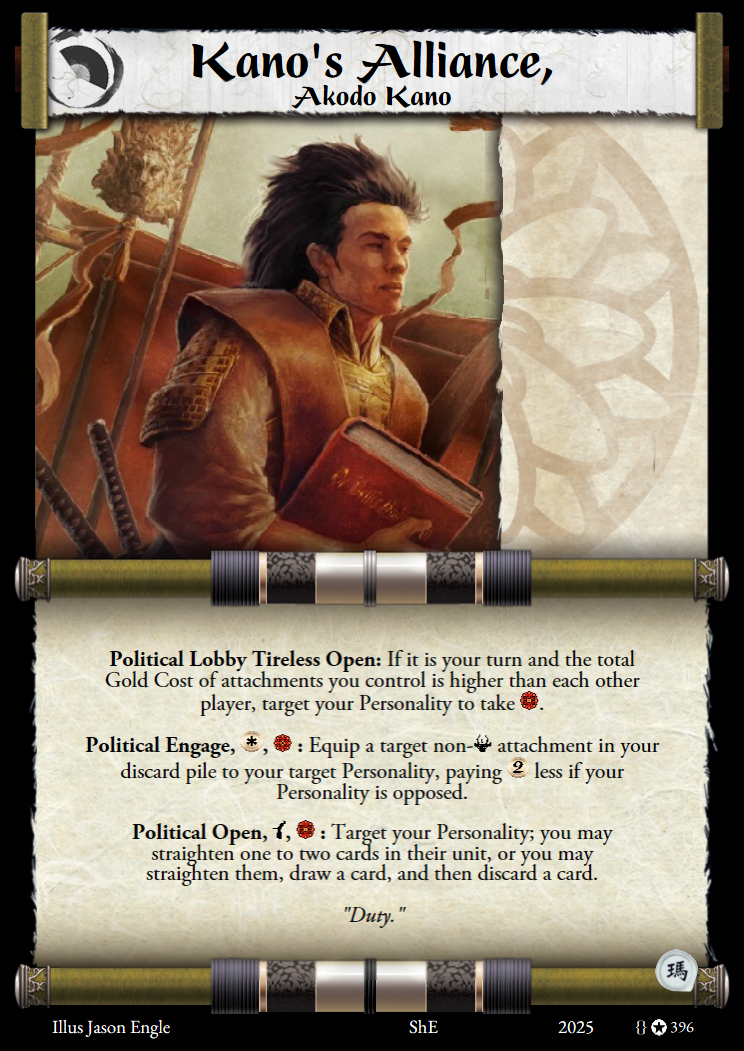 Kano's Alliance,
Akodo Kano
Political Lobby Tireless Open: If it is your turn and the total
Gold Cost of attachments you control is higher than each other
player, target your Personality to take .
Political Engage, *, : Equip a target non- attachment in your
discard pile to your target Personality, paying 2 less if your
Personality is opposed.
Political Open, , : Target your Personality; you may
straighten one to two cards in their unit, or you may
straighten them, draw a card, and then discard a card.
"Duty."
瑪
Illus Jason Engle ShE 2025 {} 396